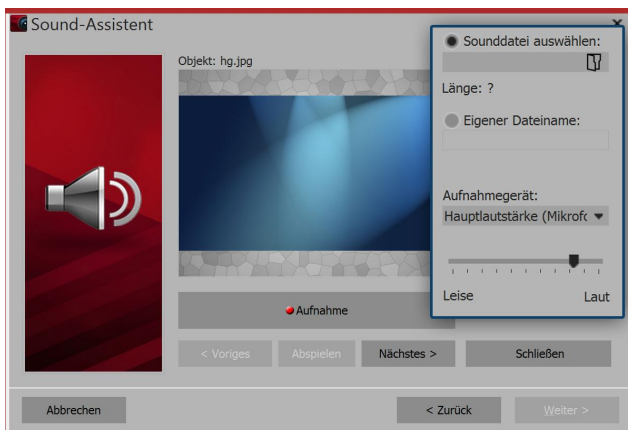 Sound-Assistent
Objekt: hg.jpg
Sounddatei auswählen:
Länge: ?
Eigener Dateiname:
Aufnahmegerät:
Hauptlautstärke (Mikrofc
Leise Laut
Aufnahme
< Voriges Abspielen Nächstes > Schließen
Abbrechen < Zurück Weiter >